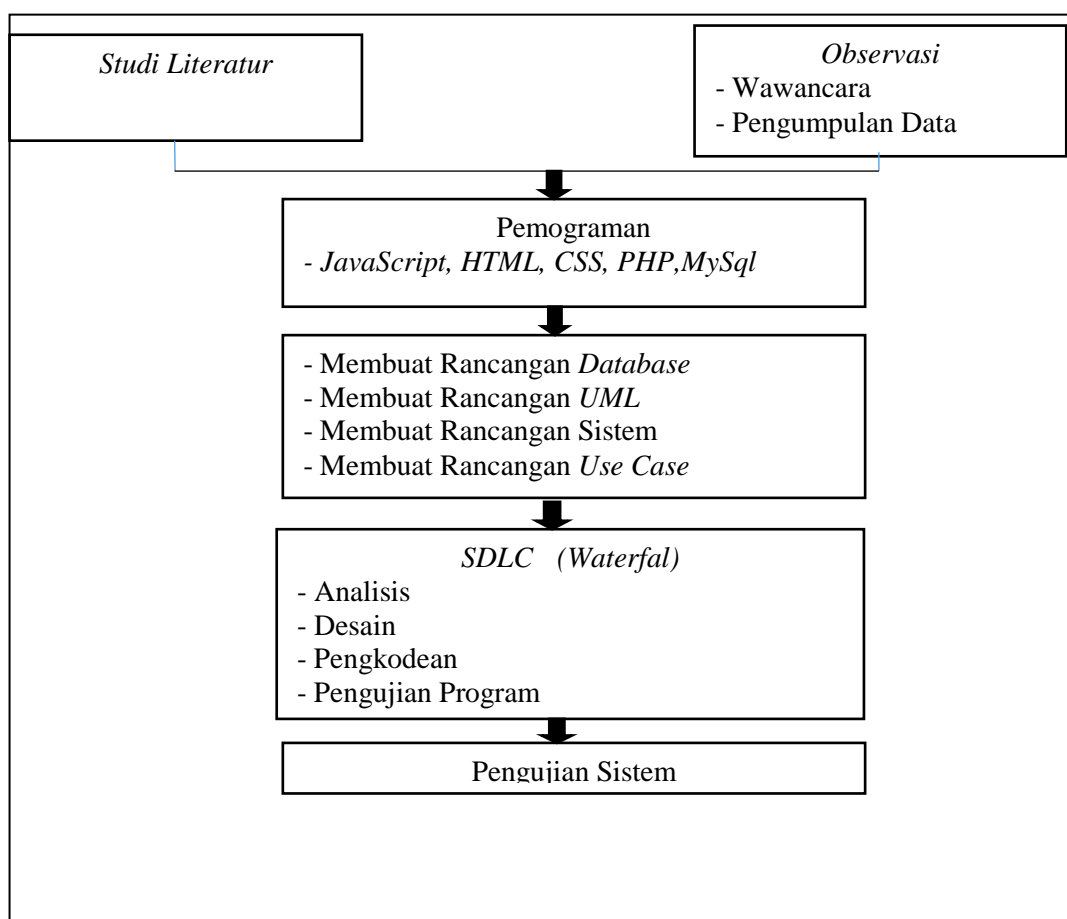 Studi Literatur
Observasi
- Wawancara
- Pengumpulan Data
Pemograman
- JavaScript, HTML, CSS, PHP,MySql
- Membuat Rancangan Database
- Membuat Rancangan UML
- Membuat Rancangan Sistem
- Membuat Rancangan Use Case
SDLC (Waterfal)
- Analisis
- Desain
- Pengkodean
- Pengujian Program
Pengujian Sistem